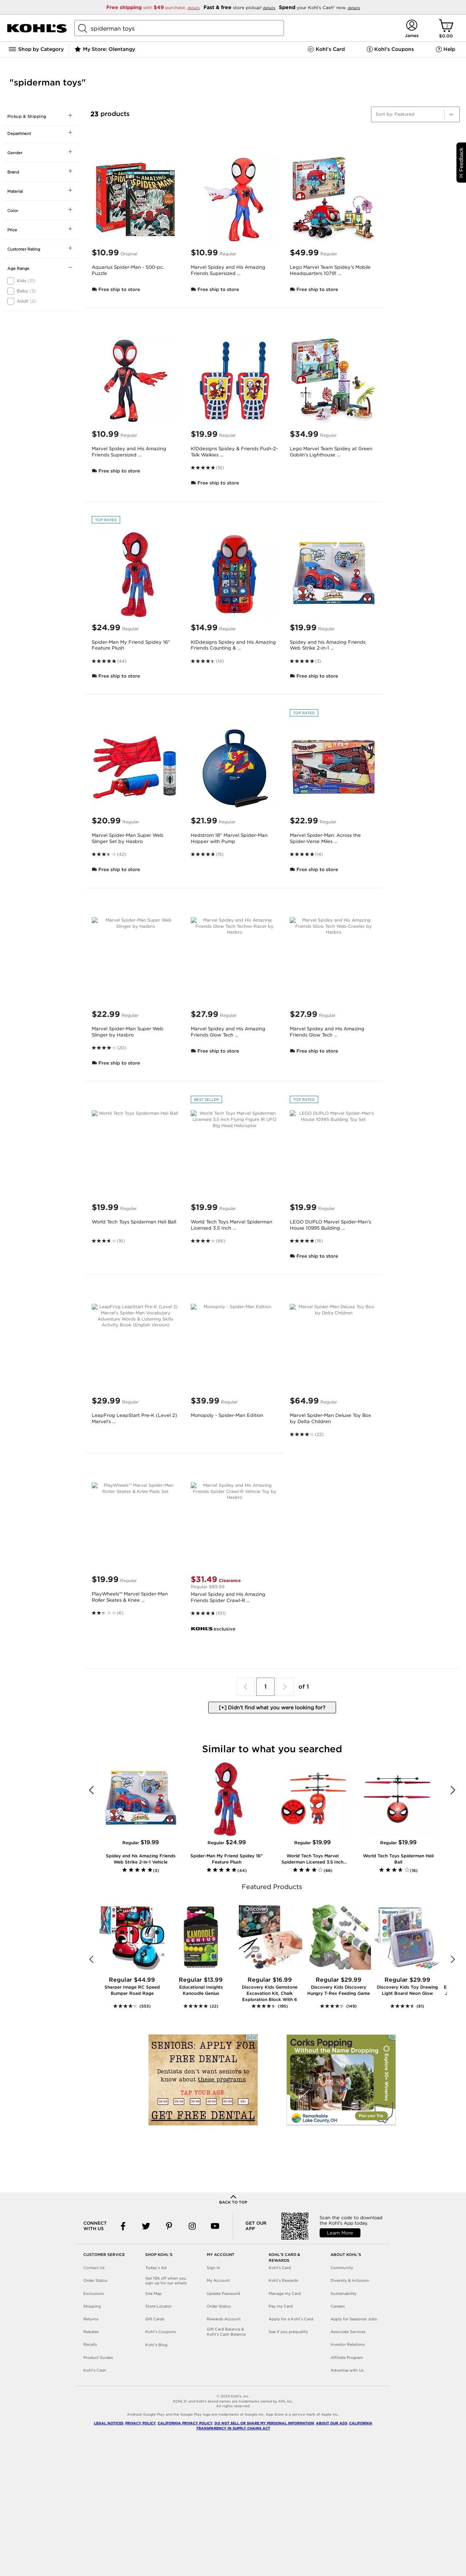 Free shipping with $49 purchase. details Fast & free store pickup! details Spend your Kohl's Cash® now. details
KOHL'S
spiderman toys
James
$0.00
Shop by Category
My Store: Olentangy
Kohl's Card
Kohl's Coupons
Help
"spiderman toys"
Feedback
23 products
Sort by: Featured
Pickup & Shipping
Department
Gender
Brand
Material
Color
Price
Customer Rating
Age Range
Kids (21)
Baby (3)
Adult (2)
$10.99 Original
Aquarius Spider-Man - 500-pc.
Puzzle
Free ship to store
$10.99 Regular
Marvel Spidey and His Amazing
Friends Supersized ...
Free ship to store
$49.99 Regular
Lego Marvel Team Spidey's Mobile
Headquarters 10791 ...
Free ship to store
$10.99 Regular
Marvel Spidey and His Amazing
Friends Supersized ...
Free ship to store
$19.99 Regular
KIDdesigns Spidey & Friends Push-2-
Talk Walkies ...
(16)
Free ship to store
$34.99 Regular
Lego Marvel Team Spidey at Green
Goblin's Lighthouse ...
TOP RATED
$24.99 Regular
Spider-Man My Friend Spidey 16"
Feature Plush
(44)
Free ship to store
$14.99 Regular
KIDdesigns Spidey and His Amazing
Friends Counting & ...
(14)
$19.99 Regular
Spidey and his Amazing Friends
Web Strike 2-in-1 ...
(3)
Free ship to store
$20.99 Regular
Marvel Spider-Man Super Web
Slinger Set by Hasbro
(42)
Free ship to store
$21.99 Regular
Hedstrom 18" Marvel Spider-Man
Hopper with Pump
(15)
TOP RATED
$22.99 Regular
Marvel Spider-Man: Across the
Spider-Verse Miles ...
(14)
Free ship to store
Marvel Spider-Man Super Web
Slinger by Hasbro
$22.99 Regular
Marvel Spider-Man Super Web
Slinger by Hasbro
(20)
Free ship to store
Marvel Spidey and His Amazing
Friends Glow Tech Techno-Racer by
Hasbro
$27.99 Regular
Marvel Spidey and His Amazing
Friends Glow Tech ...
Free ship to store
Marvel Spidey and His Amazing
Friends Glow Tech Web-Crawler by
Hasbro
$27.99 Regular
Marvel Spidey and His Amazing
Friends Glow Tech ...
Free ship to store
World Tech Toys Spiderman Heli Ball
$19.99 Regular
World Tech Toys Spiderman Heli Ball
(16)
BEST SELLER
World Tech Toys Marvel Spiderman
Licensed 3.5 Inch Flying Figure IR UFO
Big Head Helicopter
$19.99 Regular
World Tech Toys Marvel Spiderman
Licensed 3.5 Inch ...
(66)
TOP RATED
LEGO DUPLO Marvel Spider-Man's
House 10995 Building Toy Set
$19.99 Regular
LEGO DUPLO Marvel Spider-Man's
House 10995 Building ...
(18)
Free ship to store
LeapFrog LeapStart Pre-K (Level 2)
Marvel's Spider-Man Vocabulary
Adventure Words & Listening Skills
Activity Book (English Version)
$29.99 Regular
LeapFrog LeapStart Pre-K (Level 2)
Marvel's ...
Monopoly - Spider-Man Edition
$39.99 Regular
Monopoly - Spider-Man Edition
Marvel Spider-Man Deluxe Toy Box
by Delta Children
$64.99 Regular
Marvel Spider-Man Deluxe Toy Box
by Delta Children
(22)
PlayWheels™ Marvel Spider-Man
Roller Skates & Knee Pads Set
$19.99 Regular
PlayWheels™ Marvel Spider-Man
Roller Skates & Knee ...
(6)
Marvel Spidey and His Amazing
Friends Spider Crawl-R Vehicle Toy by
Hasbro
$31.49 Clearance
Regular $89.99
Marvel Spidey and His Amazing
Friends Spider Crawl-R ...
(101)
KOHL'S exclusive
1 of 1
[+] Didn't find what you were looking for?
Similar to what you searched
Regular $19.99
Spidey and his Amazing Friends
Web Strike 2-in-1 Vehicle
(3)
Regular $24.99
Spider-Man My Friend Spidey 16"
Feature Plush
(44)
Regular $19.99
World Tech Toys Marvel
Spiderman Licensed 3.5 Inch...
(66)
Regular $19.99
World Tech Toys Spiderman Heli
Ball
(16)
Featured Products
Regular $44.99
Sharper Image RC Speed
Bumper Road Rage
(553)
Regular $13.99
Educational Insights
Kanoodle Genius
(22)
Regular $16.99
Discovery Kids Gemstone
Excavation Kit, Chalk
Exploration Block With 6
(195)
Regular $29.99
Discovery Kids Discovery
Hungry T-Rex Feeding Game
(149)
Regular $29.99
Discovery Kids Toy Drawing
Light Board Neon Glow
(61)
SENIORS: APPLY FOR
FREE DENTAL
Dentists don't want seniors to
know about these programs
TAP YOUR AGE
GET FREE DENTAL
Corks Popping
Without the Name Dropping
Explore 30+ Wineries
Remarkable
Lake County, OH
Plan your Trip
BACK TO TOP
CONNECT
WITH US
GET OUR
APP
Scan the code to download
the Kohl's App today.
Learn More
CUSTOMER SERVICE
Contact Us
Order Status
Exclusions
Shipping
Returns
Rebates
Recalls
Product Guides
Kohl's Cash
SHOP KOHL'S
Today's Ad
Get 15% off when you
sign up for our emails
Site Map
Store Locator
Gift Cards
Kohl's Coupons
Kohl's Blog
MY ACCOUNT
Sign In
My Account
Update Password
Order Status
Rewards Account
Gift Card Balance &
Kohl's Cash Balance
KOHL'S CARD &
REWARDS
Kohl's Card
Kohl's Rewards
Manage my Card
Pay my Card
Apply for a Kohl's Card
See if you prequalify
ABOUT KOHL'S
Community
Diversity & Inclusion
Sustainability
Careers
Apply for Seasonal Jobs
Associate Services
Investor Relations
Affiliate Program
Advertise with Us
© 2023 Kohl's, Inc.
KOHL'S® and Kohl's brand names are trademarks owned by KIN, Inc.
All rights reserved.
Android, Google Play and the Google Play logo are trademarks of Google Inc. App Store is a service mark of Apple Inc.
LEGAL NOTICES, PRIVACY POLICY, CALIFORNIA PRIVACY POLICY, DO NOT SELL OR SHARE MY PERSONAL INFORMATION, ABOUT OUR ADS, CALIFORNIA
TRANSPARENCY IN SUPPLY CHAINS ACT